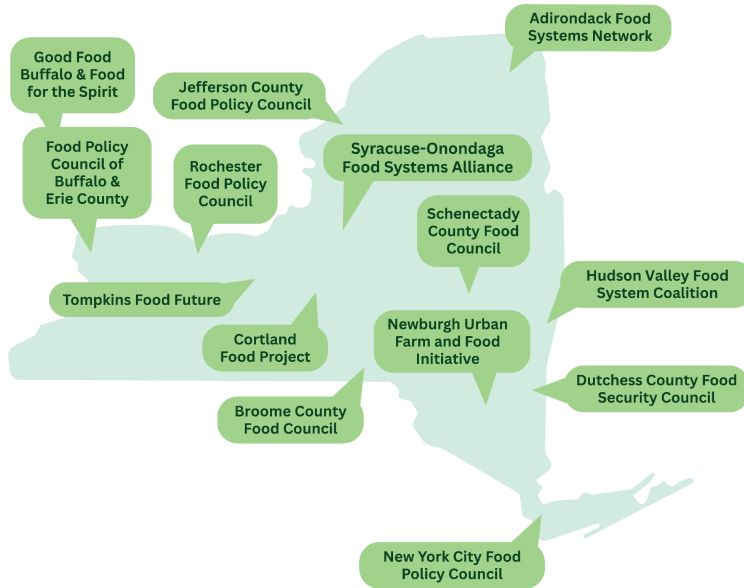 Adirondack Food
Systems Network
Good Food
Buffalo & Food
for the Spirit
Jefferson County
Food Policy Council
Food Policy
Council of
Buffalo &
Erie County
Rochester
Food Policy
Council
Syracuse-Onondaga
Food Systems Alliance
Schenectady
County Food
Council
Tompkins Food Future
Hudson Valley Food
System Coalition
Cortland
Food Project
Newburgh Urban
Farm and Food
Initiative
Broome County
Food Council
Dutchess County Food
Security Council
New York City Food
Policy Council